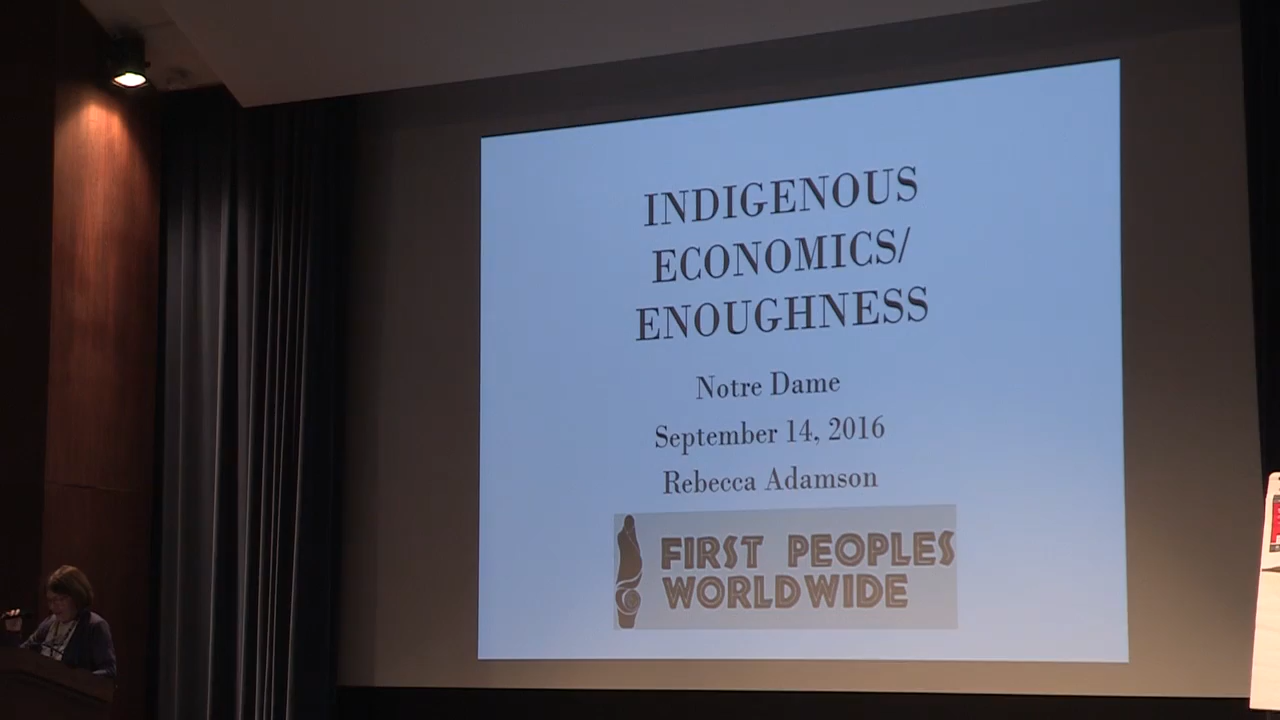 INDIGENOUS
ECONOMICS/
ENOUGHNESS
Notre Dame
September 14, 2016
Rebecca Adamson
FIRST PEOPLES
WORLDWIDE